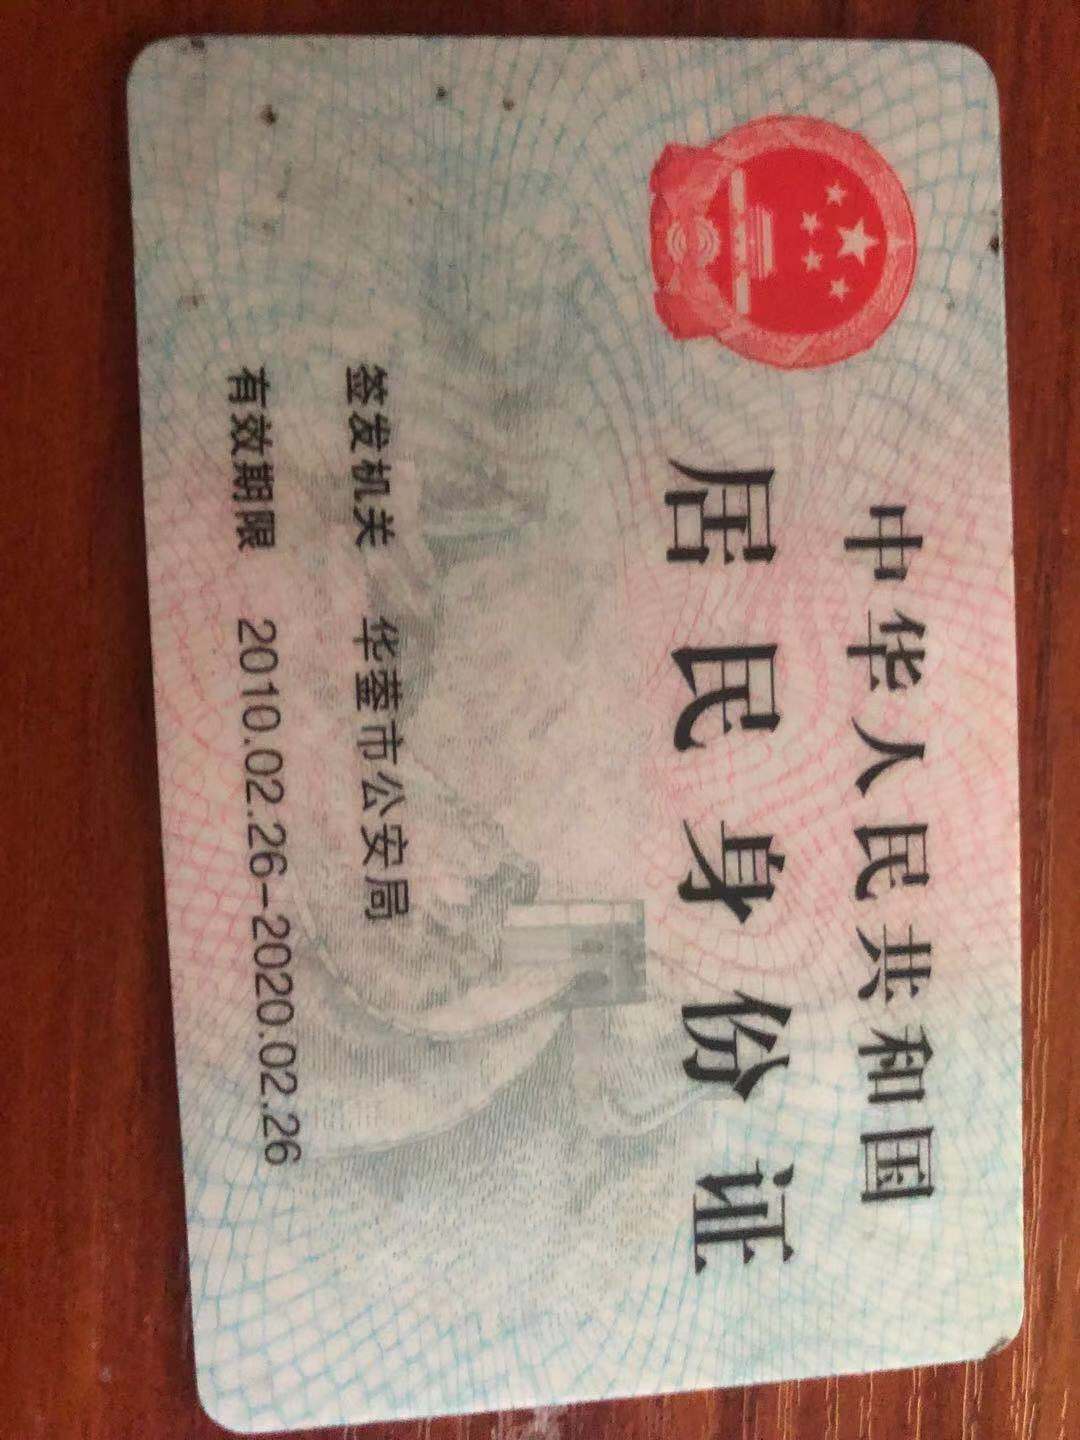 中华人民共和国
居民身份证
签发机关 华蓥市公安局
有效期限 2010.02.26-2020.02.26